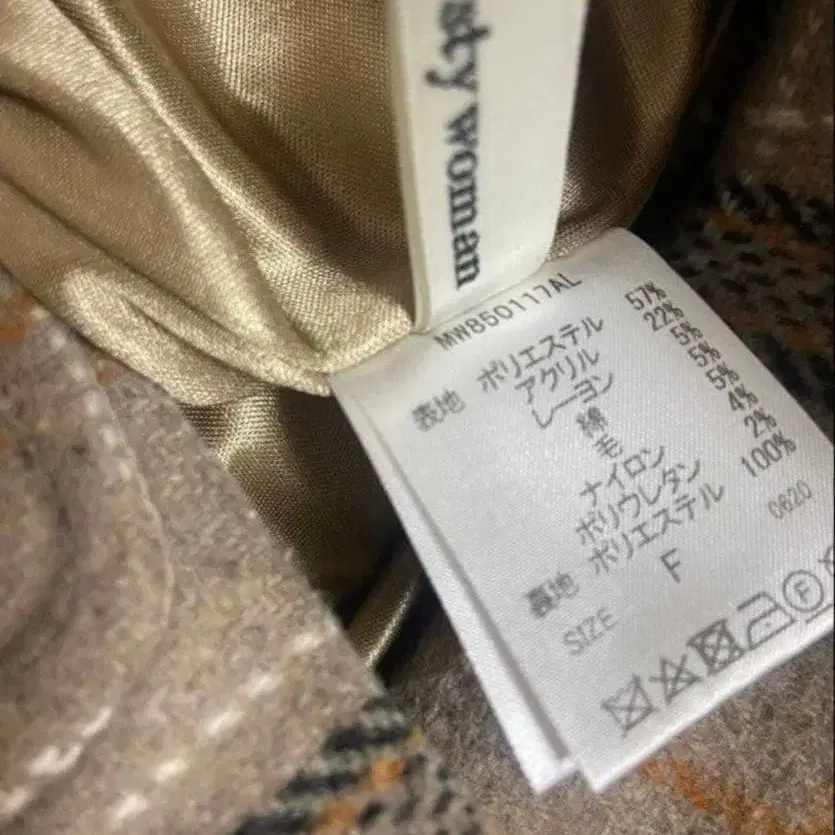 sty woman
MW850117AL
表地 ポリエステル 57%
アクリル 22%
レーヨン 5%
綿 5%
毛 5%
ナイロン 4%
ポリウレタン 2%
裏地 ポリエステル 100%
0620
SIZE F
F